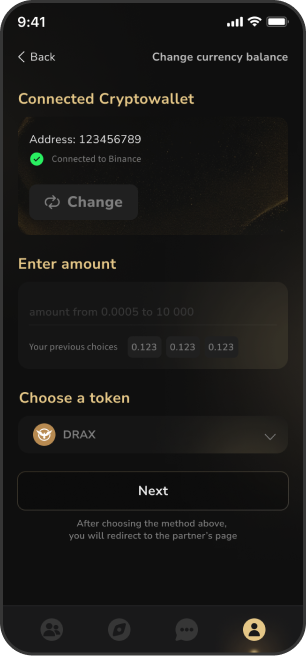 9:41
Back
Change currency balance
Connected Cryptowallet
Address: 123456789
Connected to Binance
Change
Enter amount
amount from 0.0005 to 10 000
Your previous choices 0.123 0.123 0.123
Choose a token
DRAX
Next
After choosing the method above,
you will redirect to the partner's page